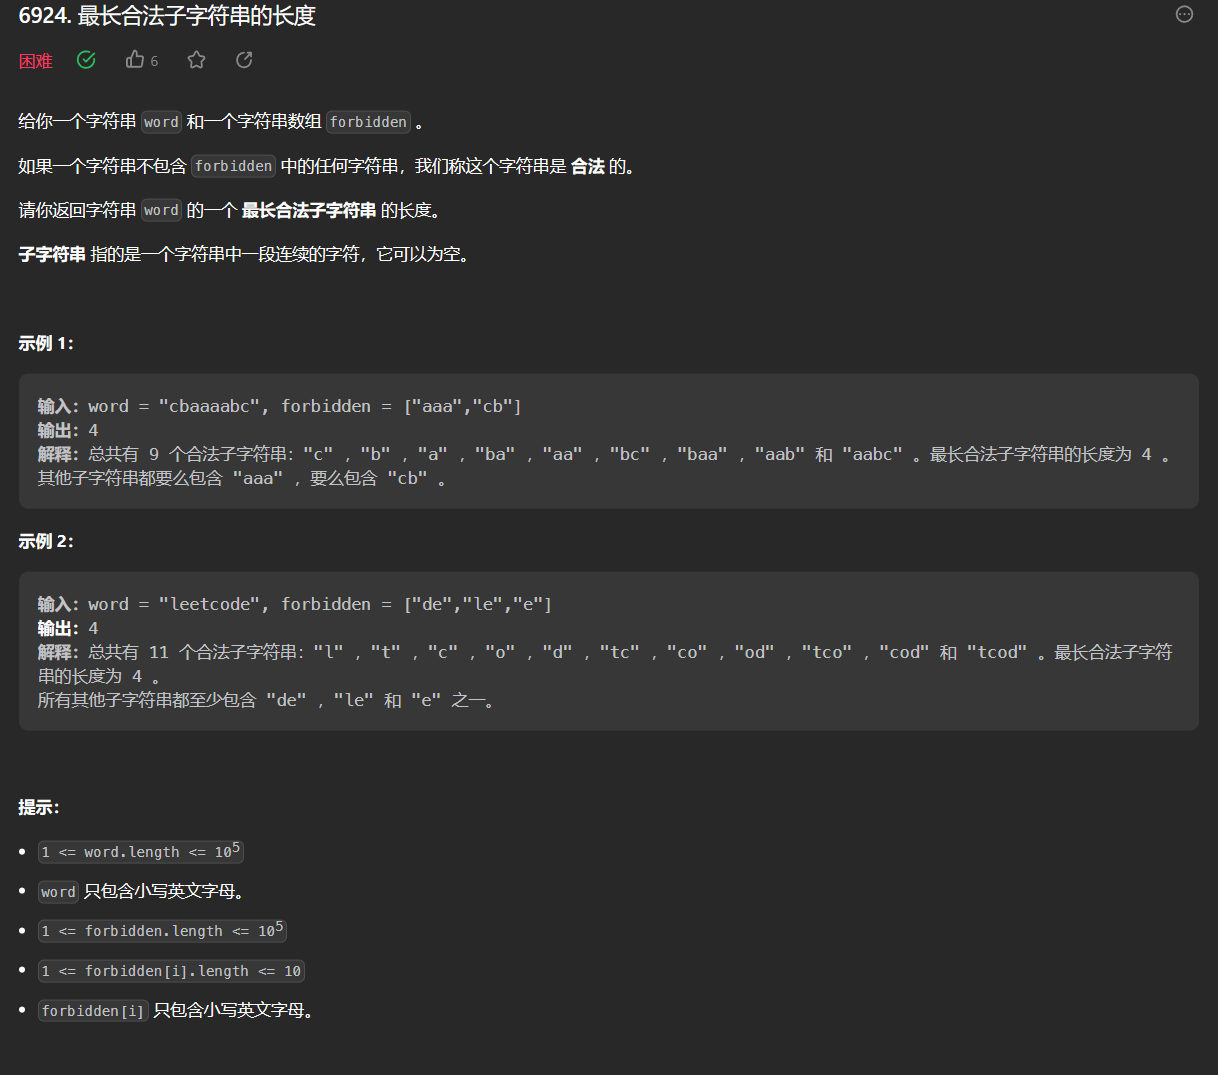 6924. 最长合法子字符串的长度
困难 6
给你一个字符串 word 和一个字符串数组 forbidden 。
如果一个字符串不包含 forbidden 中的任何字符串，我们称这个字符串是 合法 的。
请你返回字符串 word 的一个 最长合法子字符串 的长度。
子字符串 指的是一个字符串中一段连续的字符，它可以为空。
示例 1：
输入：word = "cbaaaabc", forbidden = ["aaa","cb"]
输出：4
解释：总共有 9 个合法子字符串："c" ，"b" ，"a" ，"ba" ，"aa" ，"bc" ，"baa" ，"aab" 和 "aabc" 。最长合法子字符串的长度为 4 。
其他子字符串都要么包含 "aaa" ，要么包含 "cb" 。
示例 2：
输入：word = "leetcode", forbidden = ["de","le","e"]
输出：4
解释：总共有 11 个合法子字符串："l" ，"t" ，"c" ，"o" ，"d" ，"tc" ，"co" ，"od" ，"tco" ，"cod" 和 "tcod" 。最长合法子字符
串的长度为 4 。
所有其他子字符串都至少包含 "de" ，"le" 和 "e" 之一。
提示：
• 1 <= word.length <= 10⁵
• word 只包含小写英文字母。
• 1 <= forbidden.length <= 10⁵
• 1 <= forbidden[i].length <= 10
• forbidden[i] 只包含小写英文字母。